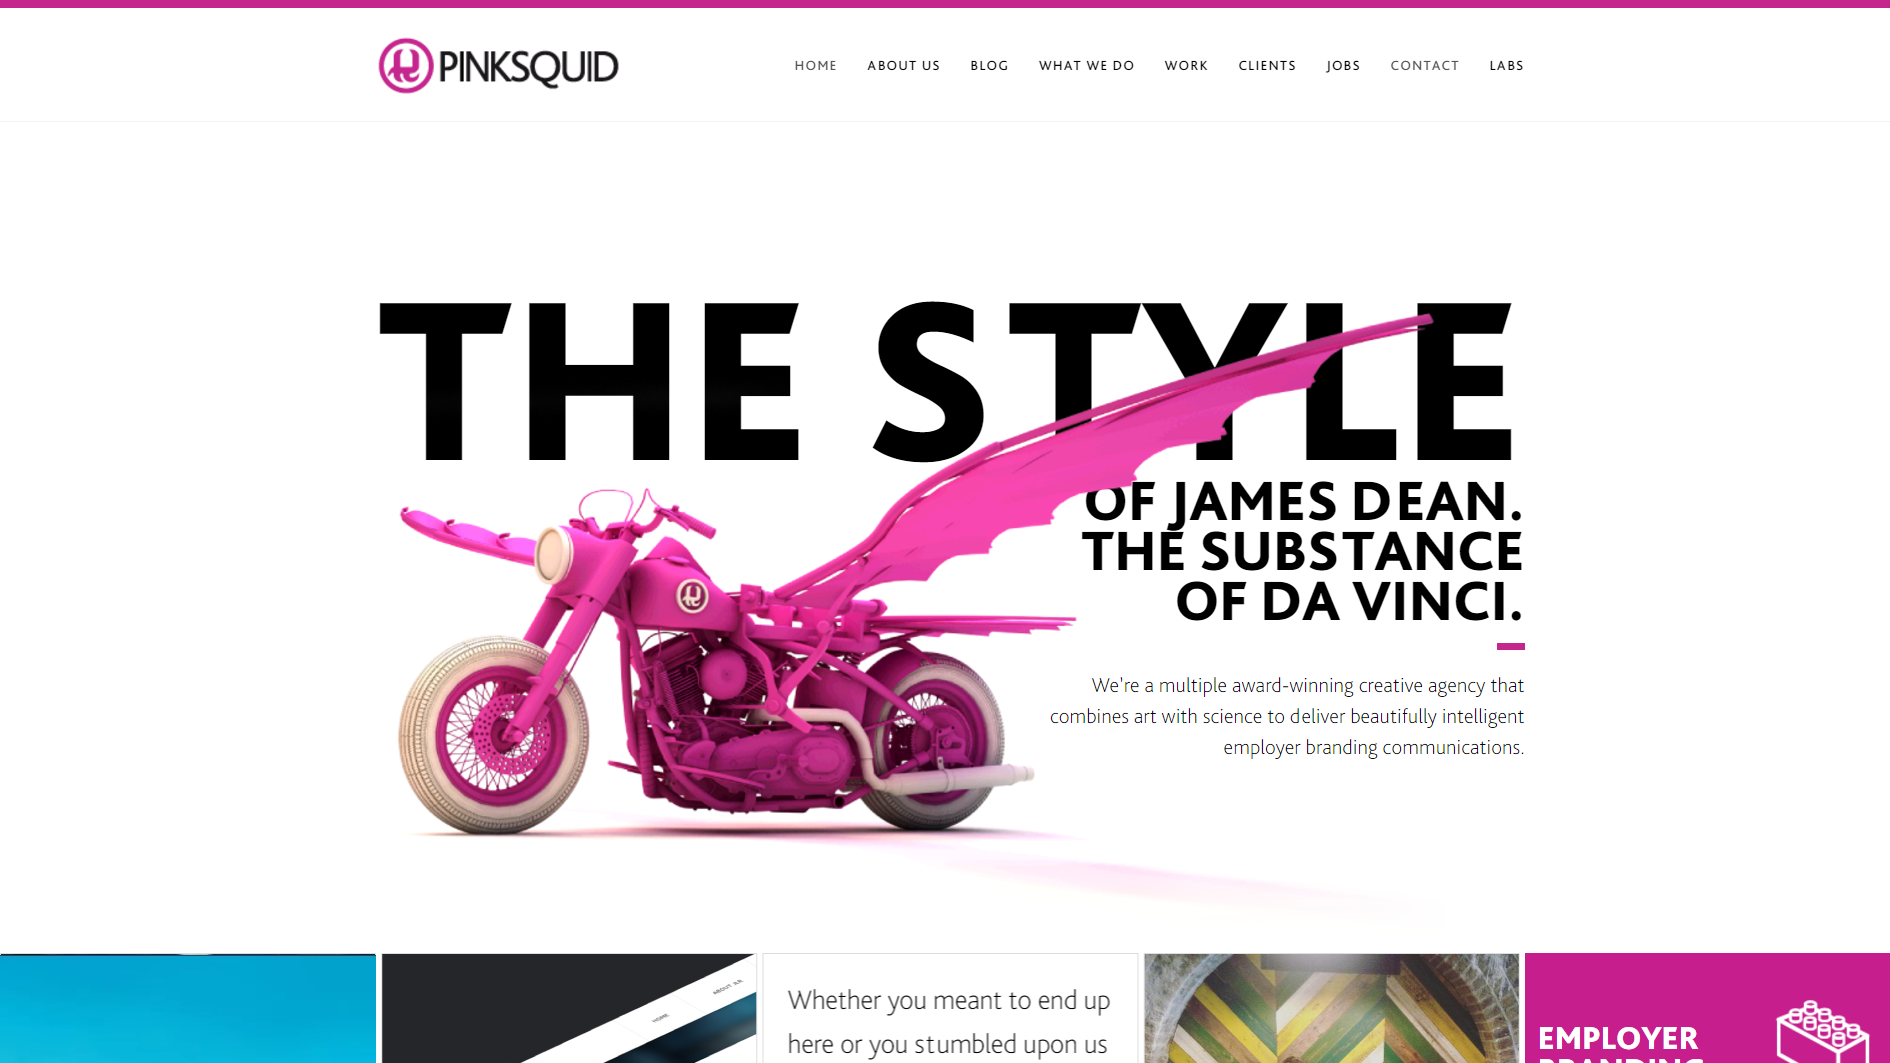 PINKSQUID
HOME ABOUT US BLOG WHAT WE DO WORK CLIENTS JOBS CONTACT LABS
THE STYLE
OF JAMES DEAN.
THE SUBSTANCE
OF DA VINCI.
We're a multiple award-winning creative agency that
combines art with science to deliver beautifully intelligent
employer branding communications.
HOME
ABOUT JLR
Whether you meant to end up
here or you stumbled upon us
EMPLOYER
BRANDING